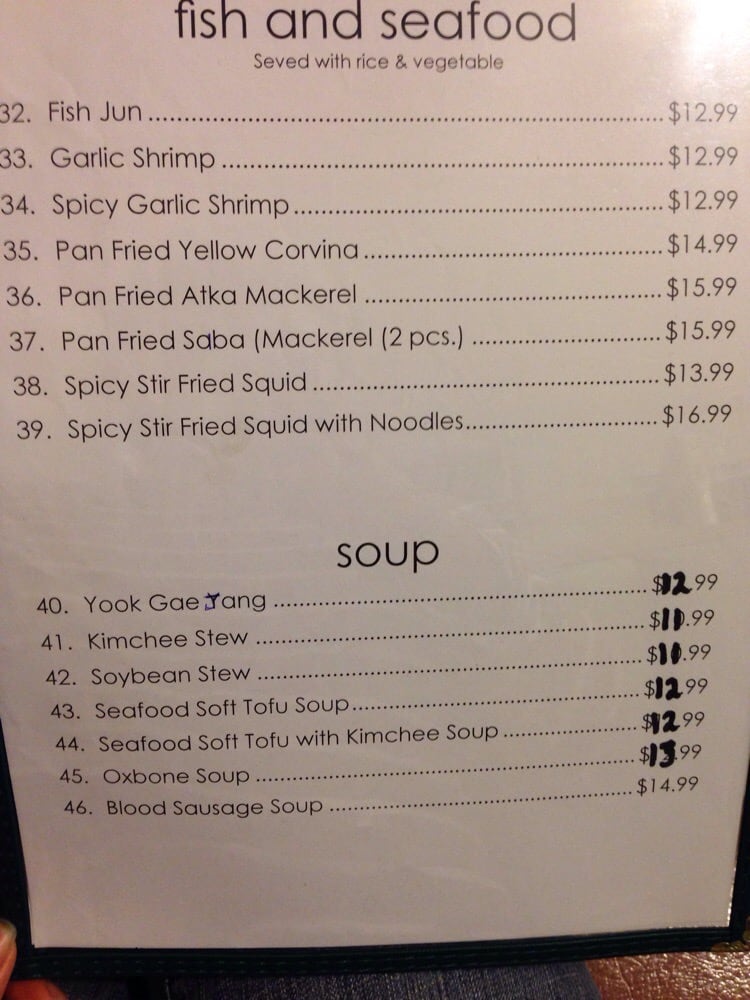 fish and seafood
Seved with rice & vegetable
32. Fish Jun ........ $12.99
33. Garlic Shrimp ........ $12.99
34. Spicy Garlic Shrimp ........ $12.99
35. Pan Fried Yellow Corvina ........ $14.99
36. Pan Fried Atka Mackerel ........ $15.99
37. Pan Fried Saba (Mackerel (2 pcs.) ........ $15.99
38. Spicy Stir Fried Squid ........ $13.99
39. Spicy Stir Fried Squid with Noodles ........ $16.99
soup
40. Yook Gae Jang ........ $12.99
41. Kimchee Stew ........ $11.99
42. Soybean Stew ........ $11.99
43. Seafood Soft Tofu Soup ........ $12.99
44. Seafood Soft Tofu with Kimchee Soup ........ $12.99
45. Oxbone Soup ........ $13.99
46. Blood Sausage Soup ........ $14.99